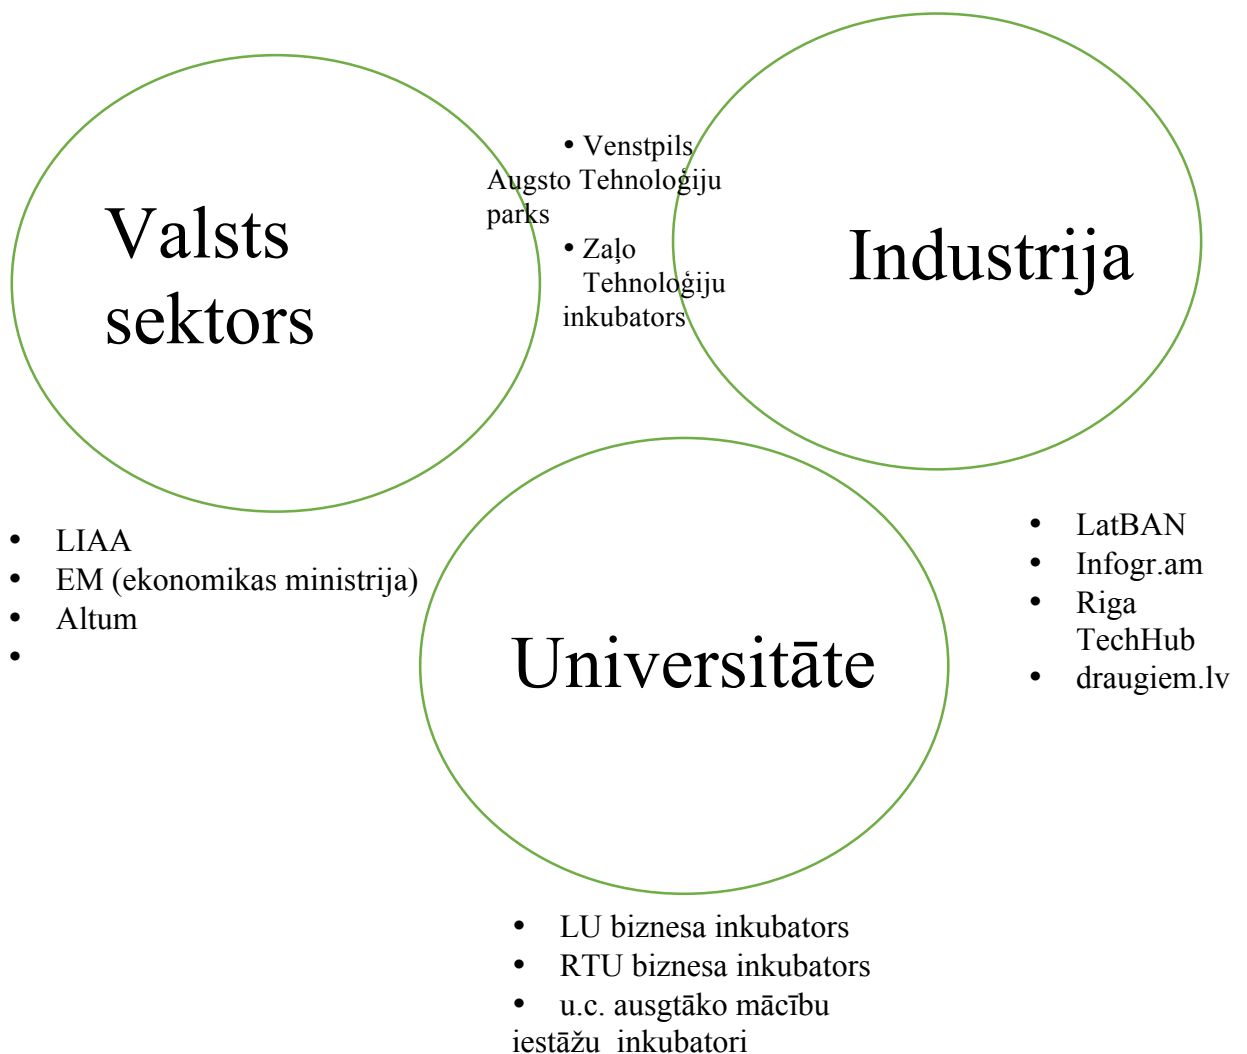 Valsts
sektors
• Venstpils
Augsto Tehnoloģiju
parks
• Zaļo
Tehnoloģiju
inkubators
Industrija
• LIAA
• EM (ekonomikas ministrija)
• Altum
•
Universitāte
• LatBAN
• Infogr.am
• Riga
TechHub
• draugiem.lv
• LU biznesa inkubators
• RTU biznesa inkubators
• u.c. ausgtāko mācību
iestāžu inkubatori